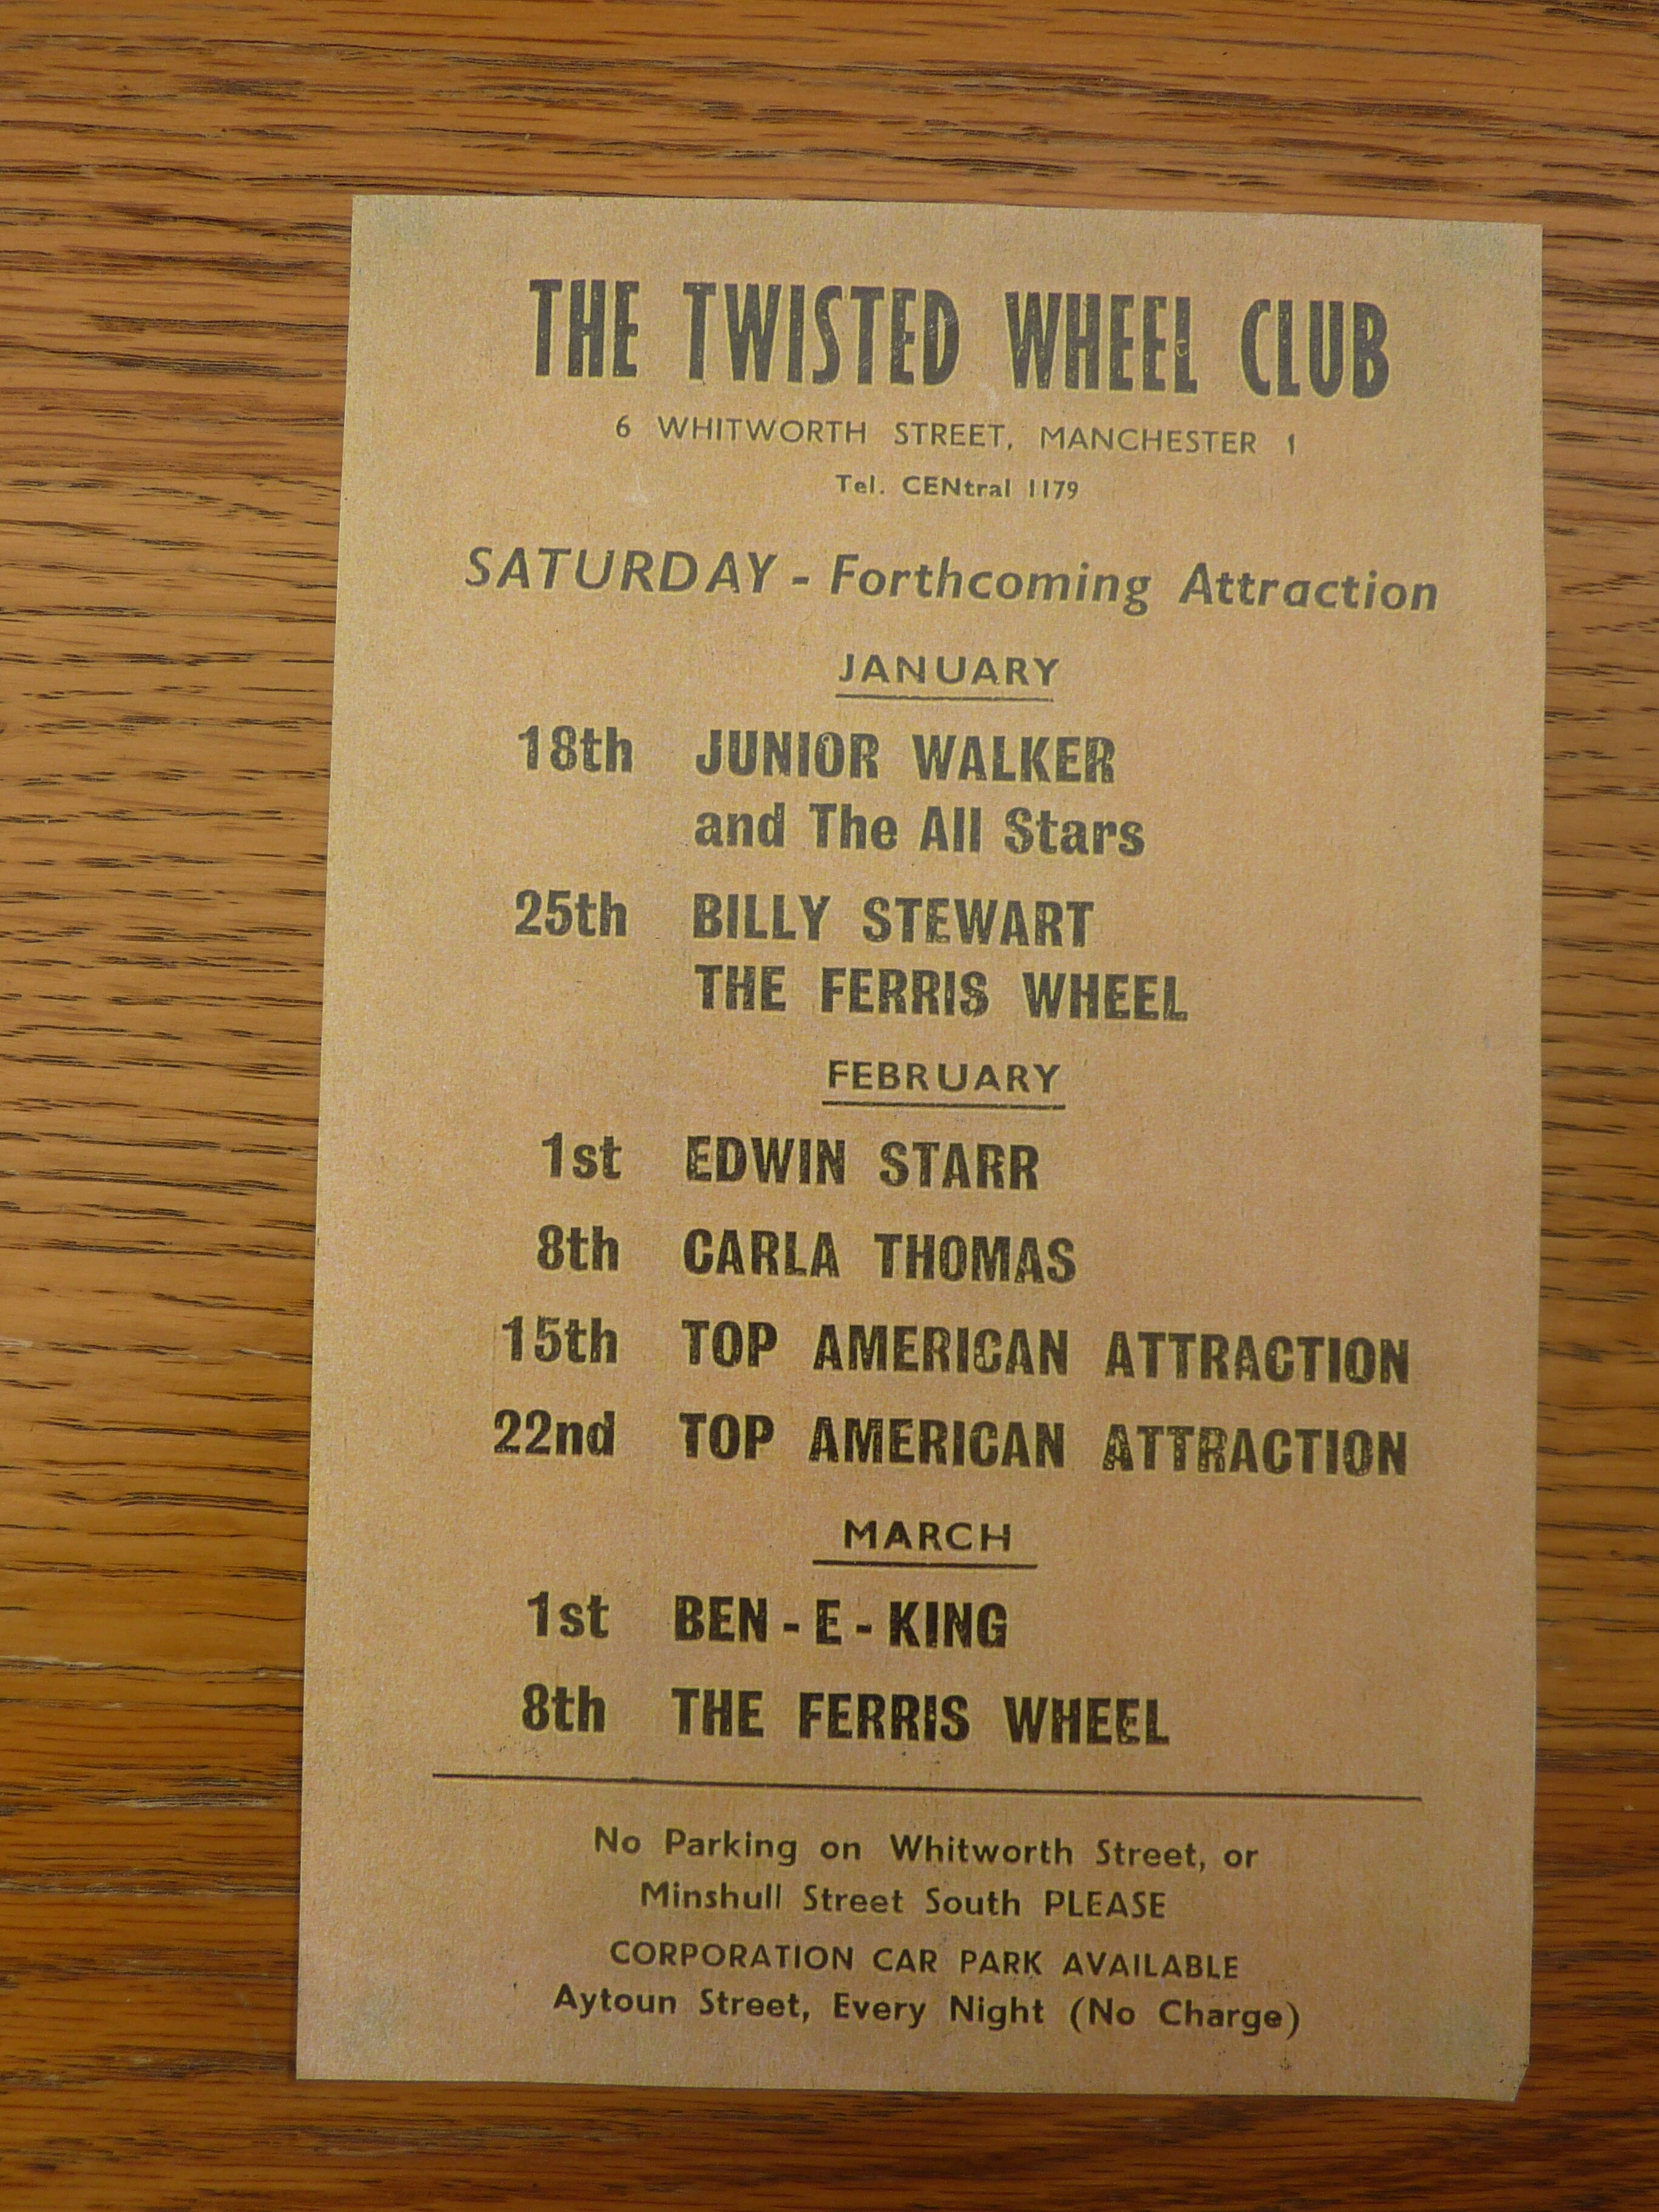 THE TWISTED WHEEL CLUB
6 WHITWORTH STREET, MANCHESTER 1
Tel. CENtral 1179
SATURDAY - Forthcoming Attraction
JANUARY
18th JUNIOR WALKER
and The All Stars
25th BILLY STEWART
THE FERRIS WHEEL
FEBRUARY
1st EDWIN STARR
8th CARLA THOMAS
15th TOP AMERICAN ATTRACTION
22nd TOP AMERICAN ATTRACTION
MARCH
1st BEN - E - KING
8th THE FERRIS WHEEL
No Parking on Whitworth Street, or
Minshull Street South PLEASE
CORPORATION CAR PARK AVAILABLE
Aytoun Street, Every Night (No Charge)